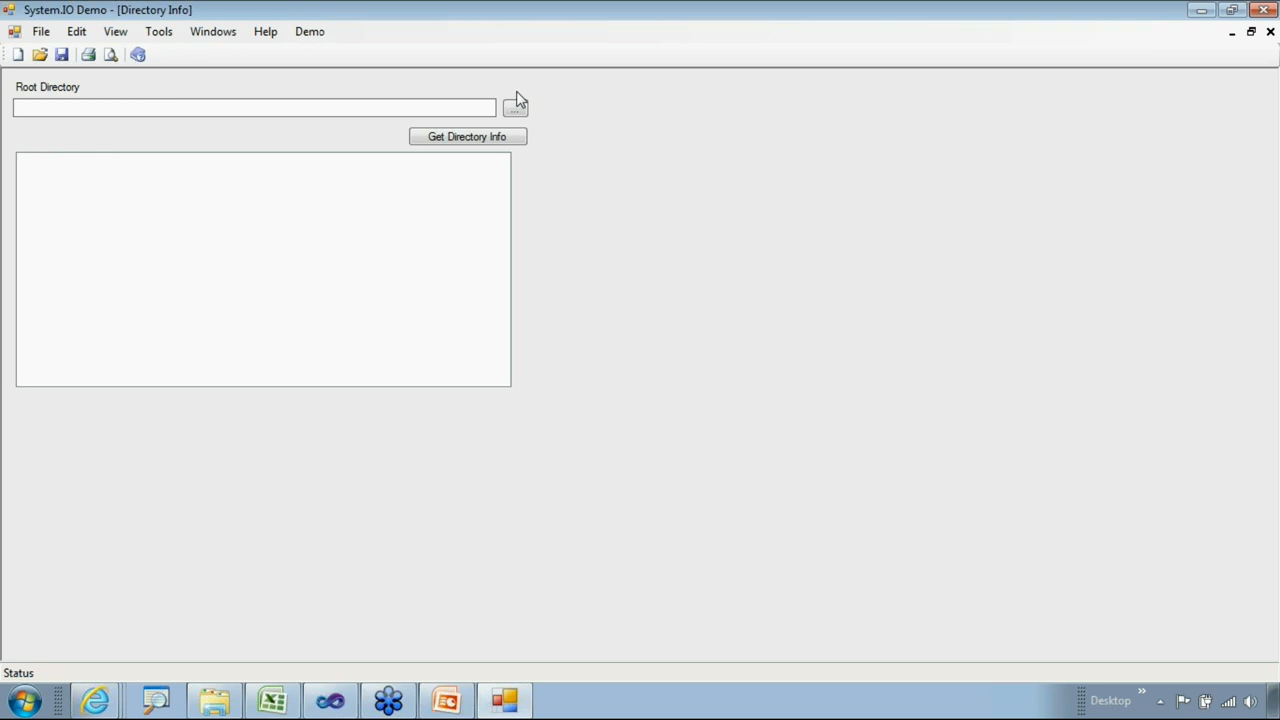 System.IO Demo - [Directory Info]
File Edit View Tools Windows Help Demo
Root Directory
...
Get Directory Info
Status
Desktop